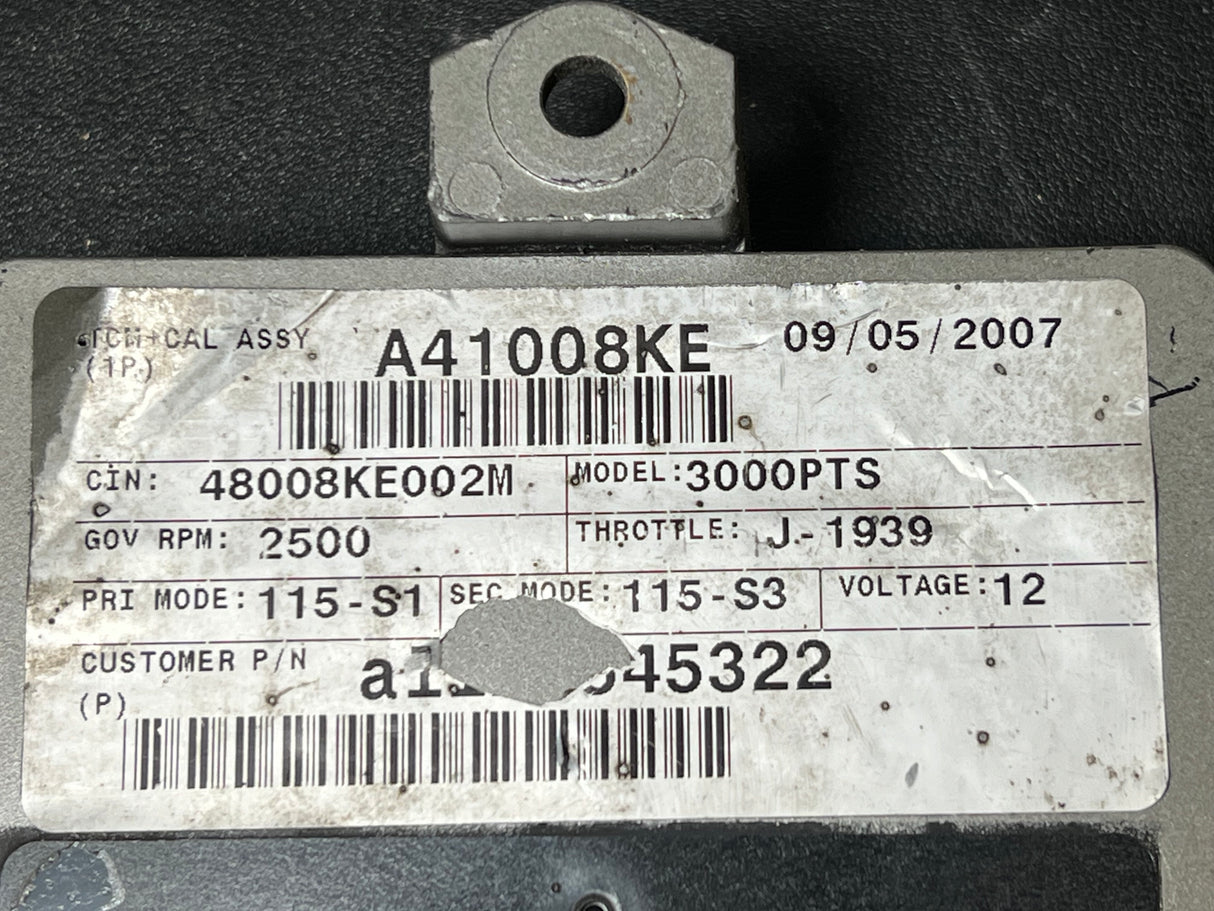 TCM+CAL ASSY A41008KE 09/05/2007
(1P)
CIN: 48008KE002M MODEL:3000PTS
GOV RPM: 2500 THROTTLE: J-1939
PRI MODE: 115-S1 SEC MODE: 115-S3 VOLTAGE:12
CUSTOMER P/N
(P)